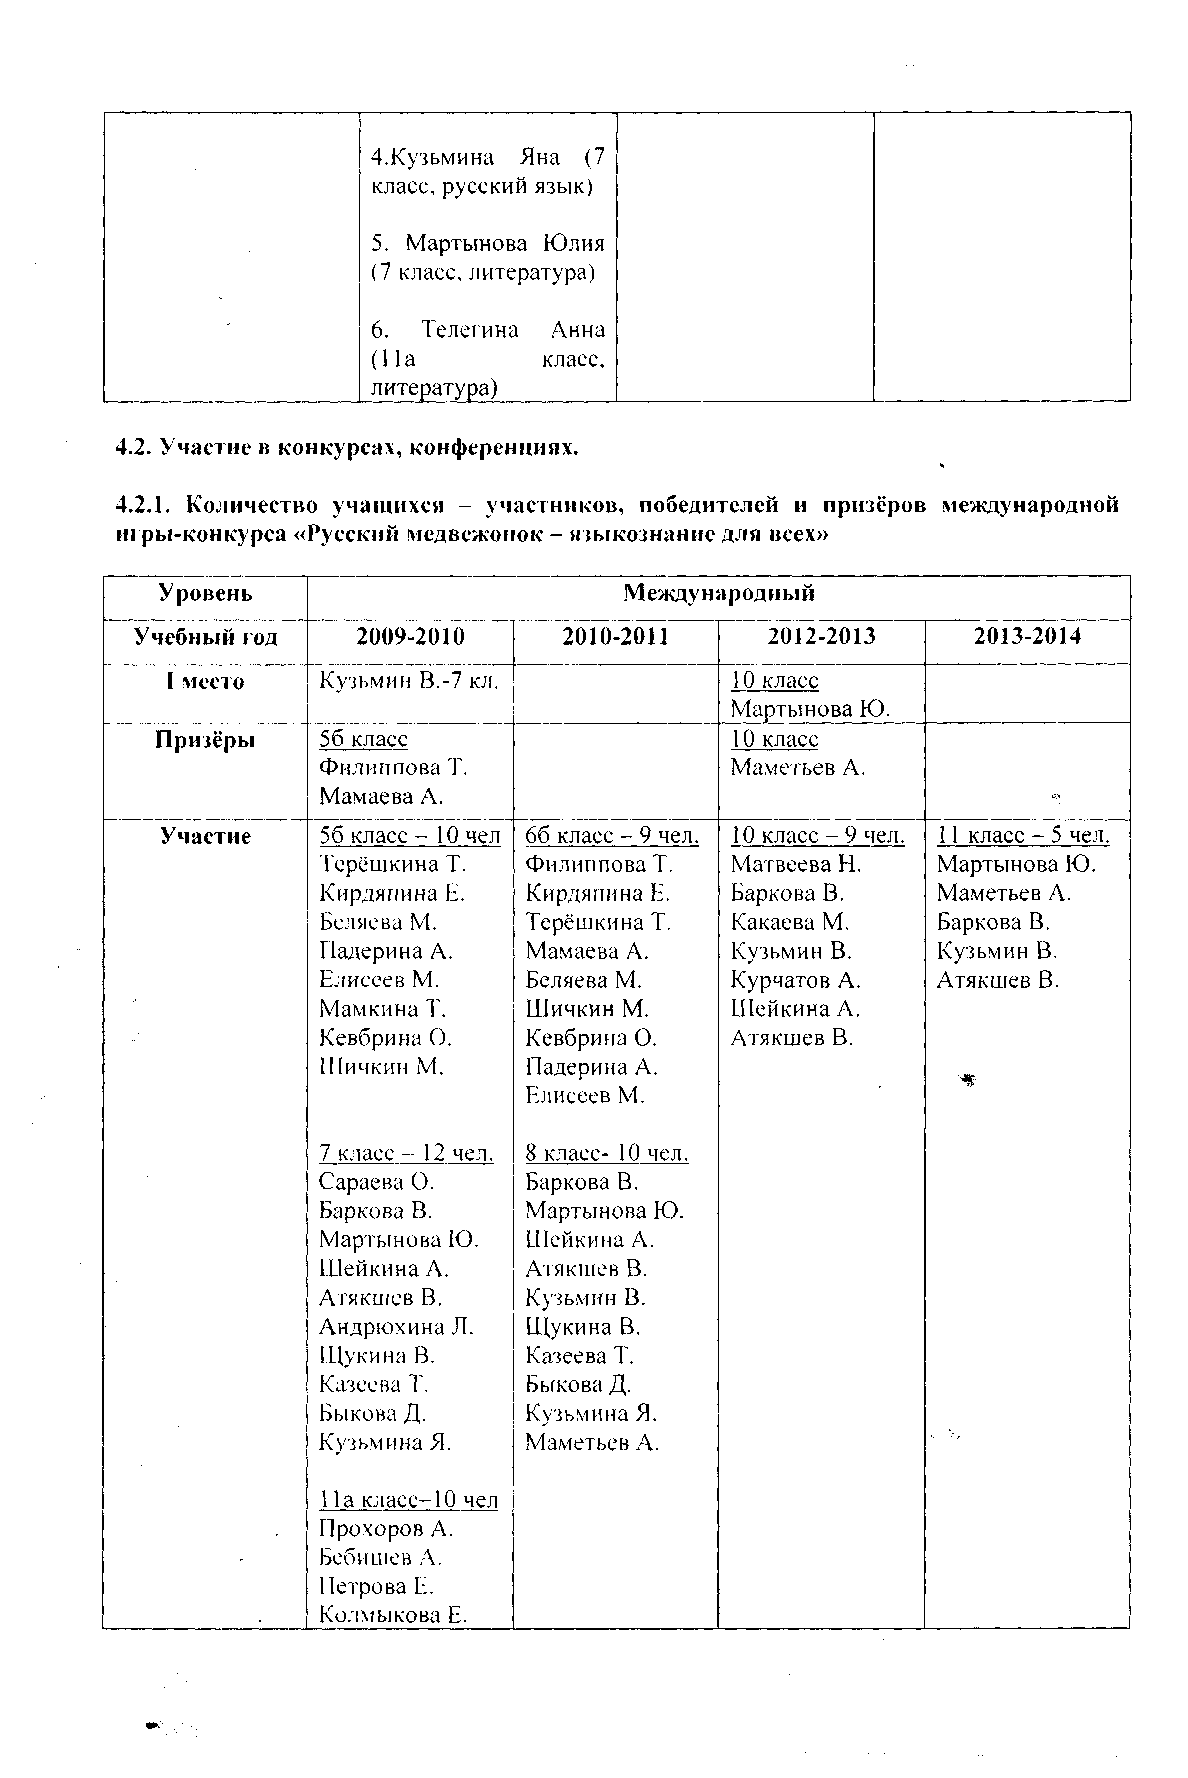 4.Кузьмина Яна (7
класс, русский язык)
5. Мартынова Юлия
(7 класс, литература)
6. Телегина Анна
(11а класс,
литература)
4.2. Участие в конкурсах, конференциях.
4.2.1. Количество учащихся – участников, победителей и призёров международной
игры-конкурса «Русский медвежонок – языкознание для всех»
Уровень Международный
Учебный год 2009-2010 2010-2011 2012-2013 2013-2014
I место Кузьмин В.-7 кл. 10 класс
Мартынова Ю.
Призёры 5б класс 10 класс
Филиппова Т. Маметьев А.
Мамаева А.
Участие 5б класс – 10 чел 6б класс – 9 чел. 10 класс – 9 чел. 11 класс – 5 чел.
Терёшкина Т. Филиппова Т. Матвеева Н. Мартынова Ю.
Кирдяпина Е. Кирдяпина Е. Баркова В. Маметьев А.
Беляева М. Терёшкина Т. Какаева М. Баркова В.
Падерина А. Мамаева А. Кузьмин В. Кузьмин В.
Елисеев М. Беляева М. Курчатов А. Атякшев В.
Мамкина Т. Шичкин М. Шейкина А.
Кевбрина О. Кевбрина О. Атякшев В.
Шичкин М. Падерина А.
Елисеев М.
7 класс – 12 чел. 8 класс- 10 чел.
Сараева О. Баркова В.
Баркова В. Мартынова Ю.
Мартынова Ю. Шейкина А.
Шейкина А. Атякшев В.
Атякшев В. Кузьмин В.
Андрюхина Л. Щукина В.
Щукина В. Казеева Т.
Казеева Т. Быкова Д.
Быкова Д. Кузьмина Я.
Кузьмина Я. Маметьев А.
11а класс–10 чел
Прохоров А.
Бебишев А.
Петрова Е.
Колмыкова Е.